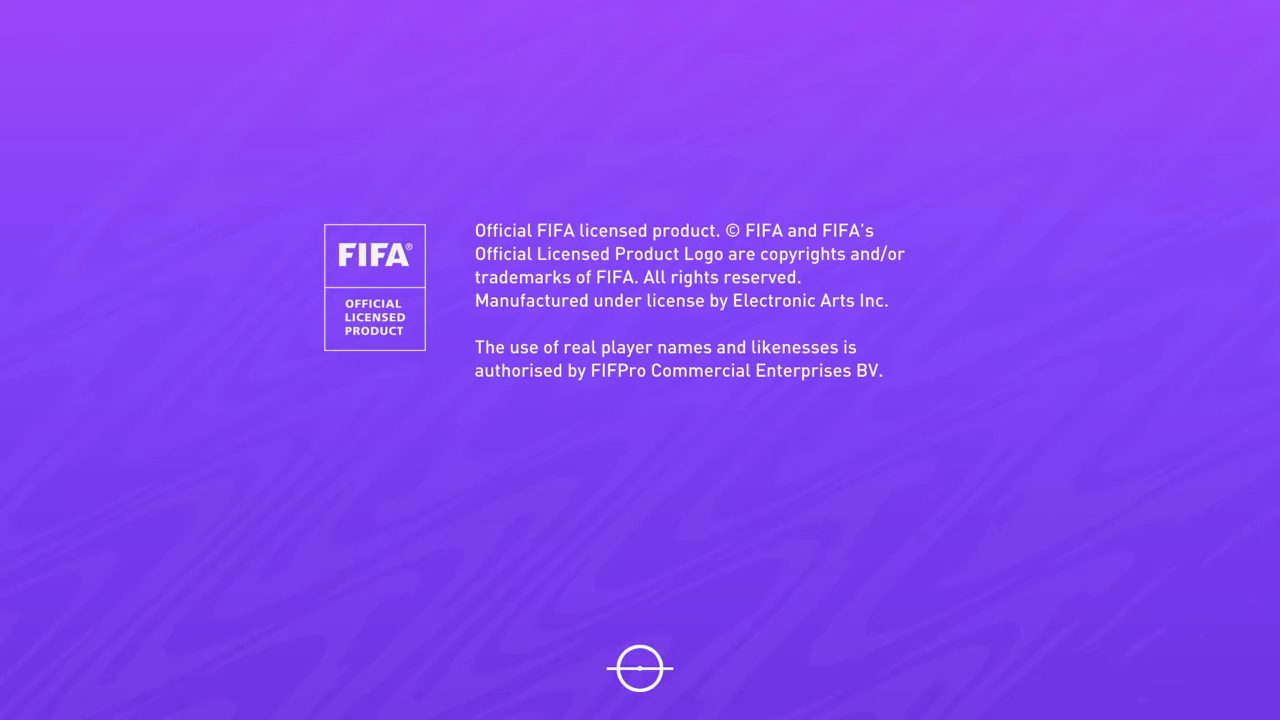 FIFA®
OFFICIAL
LICENSED
PRODUCT
Official FIFA licensed product. © FIFA and FIFA's
Official Licensed Product Logo are copyrights and/or
trademarks of FIFA. All rights reserved.
Manufactured under license by Electronic Arts Inc.
The use of real player names and likenesses is
authorised by FIFPro Commercial Enterprises BV.